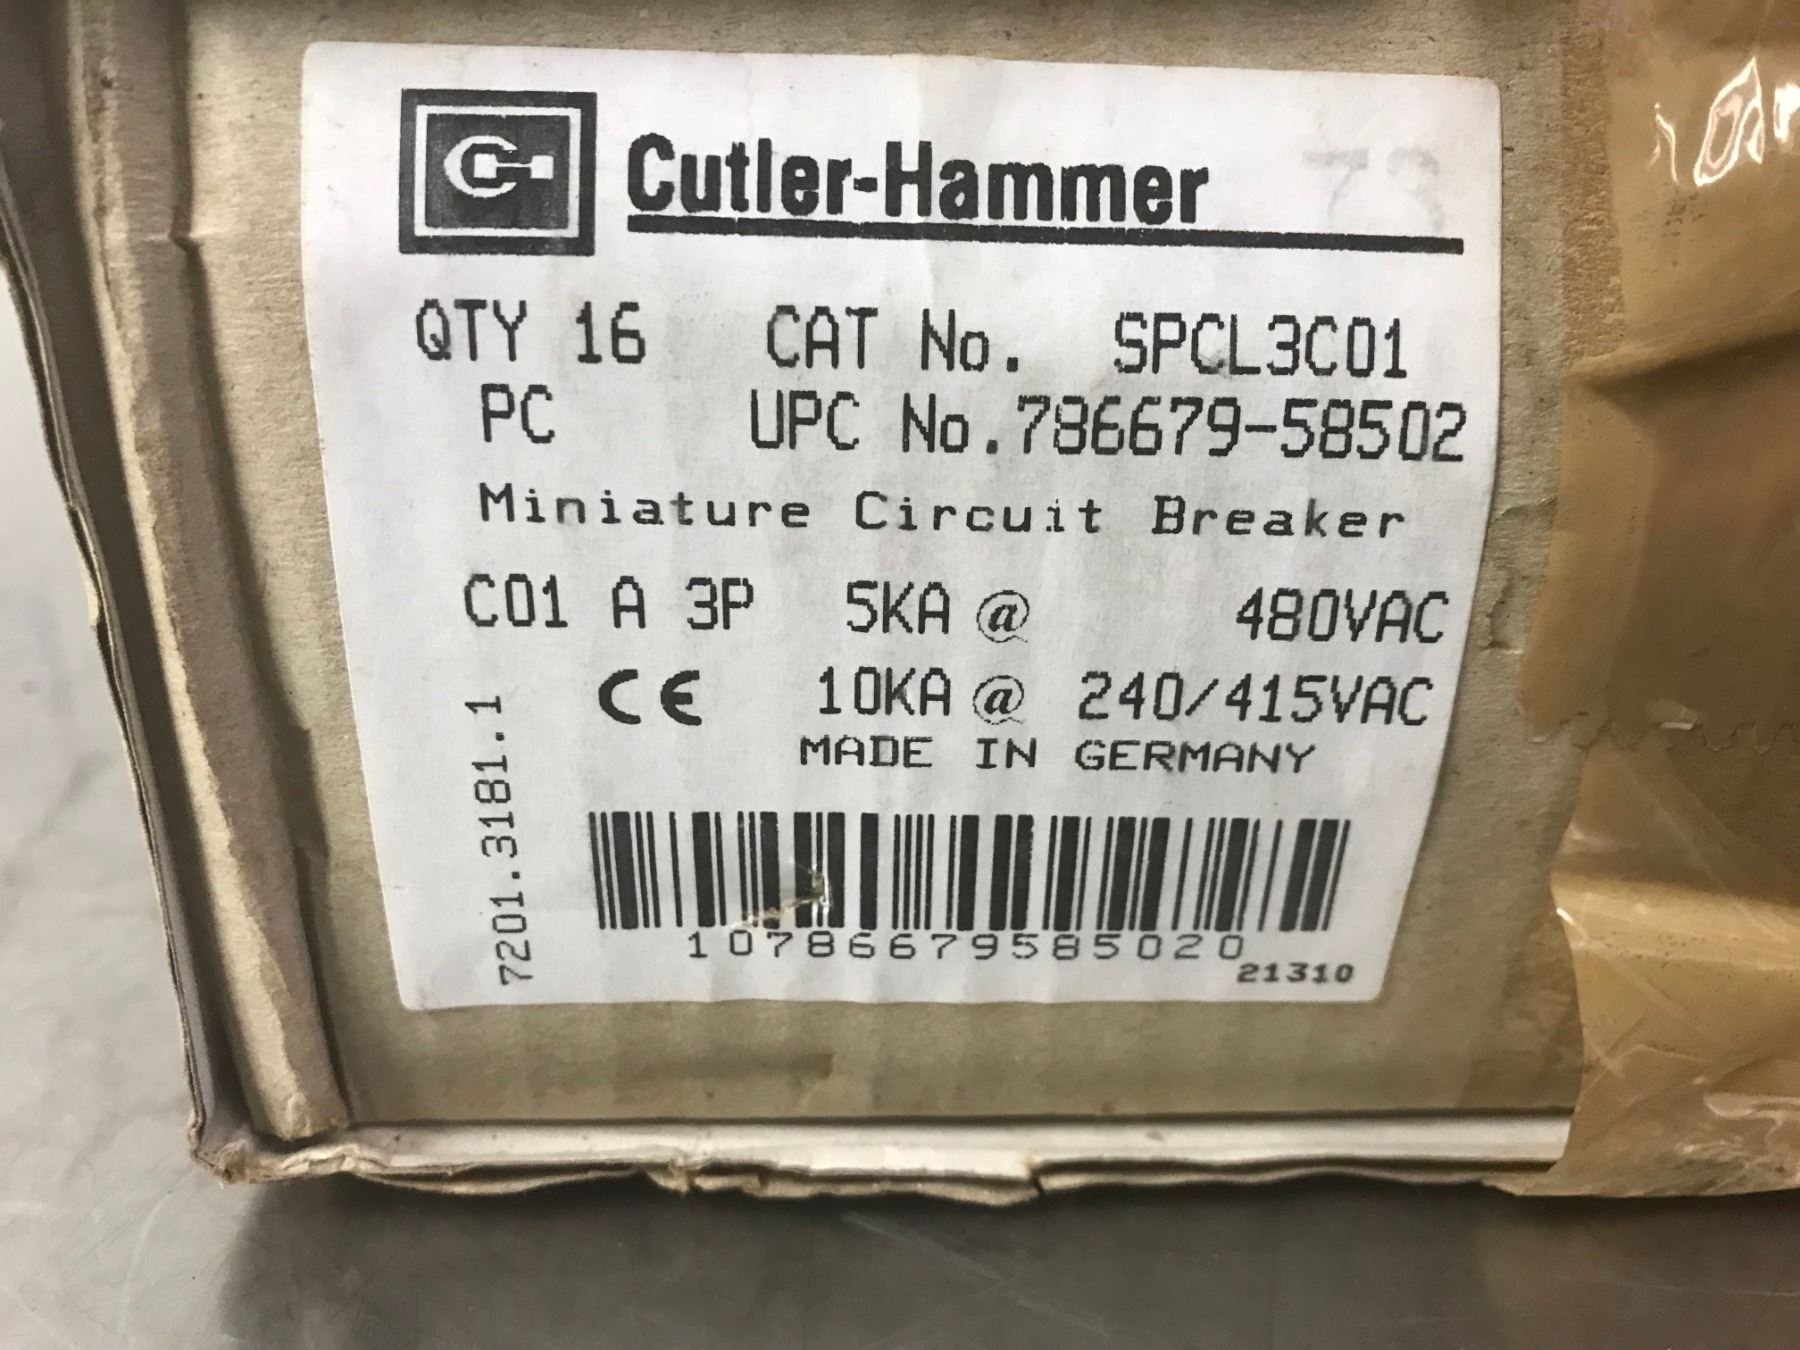 Cutler-Hammer
QTY 16 CAT No. SPCL3C01
PC UPC No.786679-58502
Miniature Circuit Breaker
C01 A 3P 5KA @ 480VAC
CE 10KA @ 240/415VAC
MADE IN GERMANY
7201.3181.1
10786679585020
21310